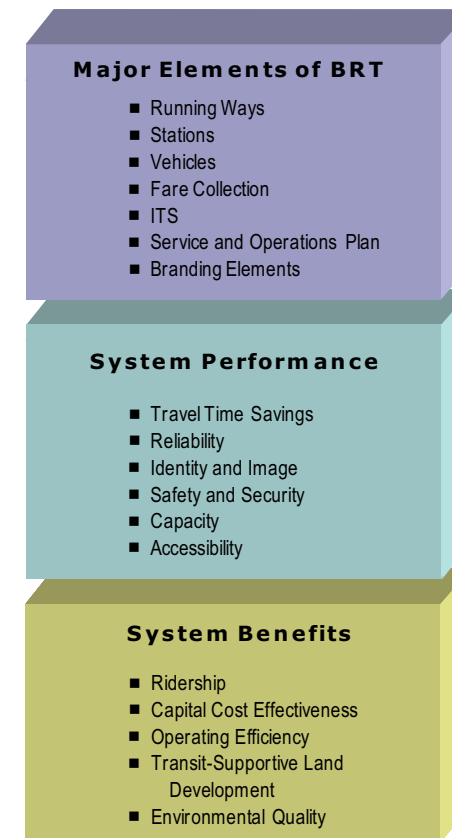 Major Elements of BRT
■ Running Ways
■ Stations
■ Vehicles
■ Fare Collection
■ ITS
■ Service and Operations Plan
■ Branding Elements
System Performance
■ Travel Time Savings
■ Reliability
■ Identity and Image
■ Safety and Security
■ Capacity
■ Accessibility
System Benefits
■ Ridership
■ Capital Cost Effectiveness
■ Operating Efficiency
■ Transit-Supportive Land
Development
■ Environmental Quality